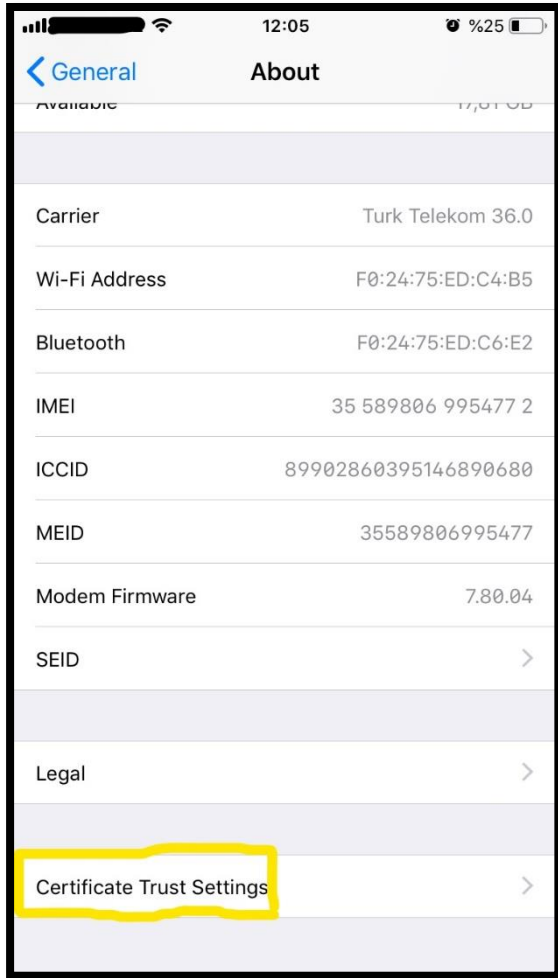 12:05
%25
General
About
Carrier
Turk Telekom 36.0
Wi-Fi Address
F0:24:75:ED:C4:B5
Bluetooth
F0:24:75:ED:C6:E2
IMEI
35 589806 995477 2
ICCID
89902860395146890680
MEID
35589806995477
Modem Firmware
7.80.04
SEID
Legal
Certificate Trust Settings